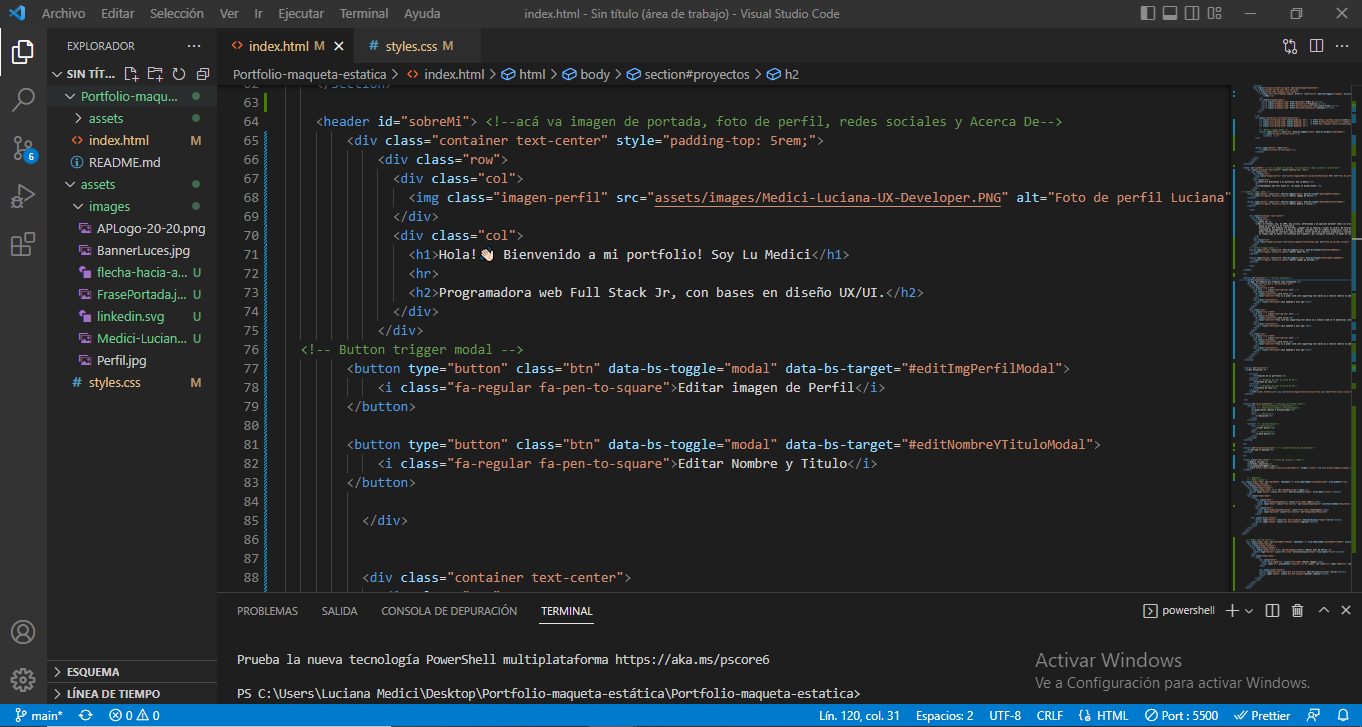 Archivo Editar Selección Ver Ir Ejecutar Terminal Ayuda
index.html - Sin título (área de trabajo) - Visual Studio Code
EXPLORADOR
SIN TÍT...
Portfolio-maqu...
assets
index.html M
README.md
assets
images
APLogo-20-20.png
BannerLuces.jpg
flecha-hacia-a... U
FrasePortada.j... U
linkedin.svg U
Medici-Lucian... U
Perfil.jpg
styles.css M
ESQUEMA
LÍNEA DE TIEMPO
6
index.html M
styles.css M
Portfolio-maqueta-estatica > index.html > html > body > section#proyectos > h2
62 </section>
63
64 <header id="sobreMi"> <!--acá va imagen de portada, foto de perfil, redes sociales y Acerca De-->
65 <div class="container text-center" style="padding-top: 5rem;">
66 <div class="row">
67 <div class="col">
68 <img class="imagen-perfil" src="assets/images/Medici-Luciana-UX-Developer.PNG" alt="Foto de perfil Luciana"
69 </div>
70 <div class="col">
71 <h1>Hola!👋🏻 Bienvenido a mi portfolio! Soy Lu Medici</h1>
72 <hr>
73 <h2>Programadora web Full Stack Jr, con bases en diseño UX/UI.</h2>
74 </div>
75 </div>
76 <!-- Button trigger modal -->
77 <button type="button" class="btn" data-bs-toggle="modal" data-bs-target="#editImgPerfilModal">
78 <i class="fa-regular fa-pen-to-square">Editar imagen de Perfil</i>
79 </button>
80
81 <button type="button" class="btn" data-bs-toggle="modal" data-bs-target="#editNombreYTituloModal">
82 <i class="fa-regular fa-pen-to-square">Editar Nombre y Titulo</i>
83 </button>
84
85 </div>
86
87
88 <div class="container text-center">
PROBLEMAS SALIDA CONSOLA DE DEPURACIÓN TERMINAL
powershell
Prueba la nueva tecnología PowerShell multiplataforma https://aka.ms/pscore6
PS C:\Users\Luciana Medici\Desktop\Portfolio-maqueta-estática\Portfolio-maqueta-estatica>
Activar Windows
Ve a Configuración para activar Windows.
main* 0 0 Lín. 120, col. 31 Espacios: 2 UTF-8 CRLF HTML Port : 5500 Prettier